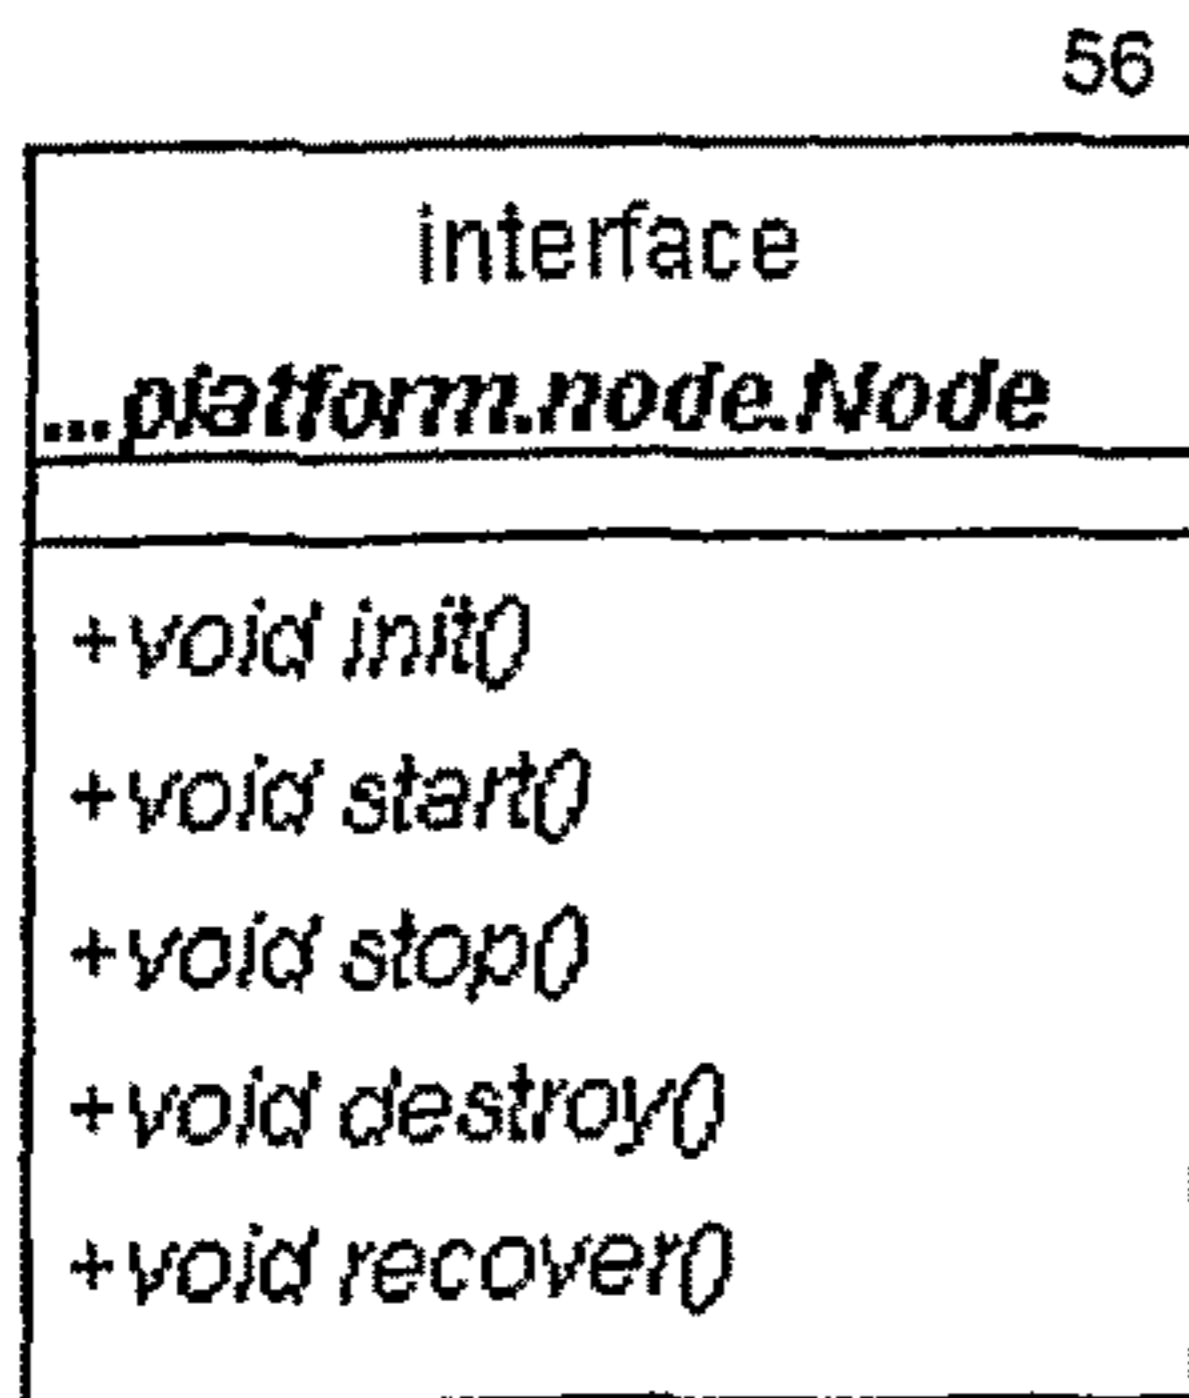 56
interface
...platform.node.Node
+void init()
+void start()
+void stop()
+void destroy()
+void recover()